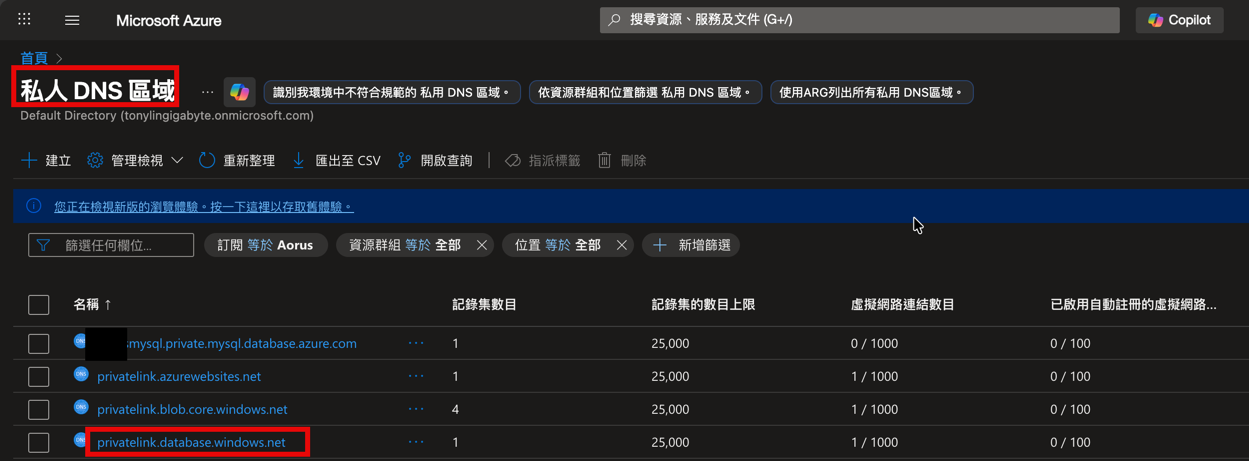 Microsoft Azure
搜尋資源、服務及文件 (G+/)
Copilot
首頁
私人 DNS 區域
識別我環境中不符合規範的 私用 DNS 區域。
依資源群組和位置篩選 私用 DNS 區域。
使用ARG列出所有私用 DNS區域。
Default Directory (tonylingigabyte.onmicrosoft.com)
建立 管理檢視 重新整理 匯出至 CSV 開啟查詢 指派標籤 刪除
您正在檢視新版的瀏覽體驗。按一下這裡以存取舊體驗。
篩選任何欄位... 訂閱 等於 Aorus 資源群組 等於 全部 位置 等於 全部 新增篩選
名稱 ↑ 記錄集數目 記錄集的數目上限 虛擬網路連結數目 已啟用自動註冊的虛擬網路...
smysql.private.mysql.database.azure.com ... 1 25,000 0 / 1000 0 / 100
privatelink.azurewebsites.net ... 1 25,000 1 / 1000 0 / 100
privatelink.blob.core.windows.net ... 4 25,000 1 / 1000 0 / 100
privatelink.database.windows.net ... 1 25,000 1 / 1000 0 / 100